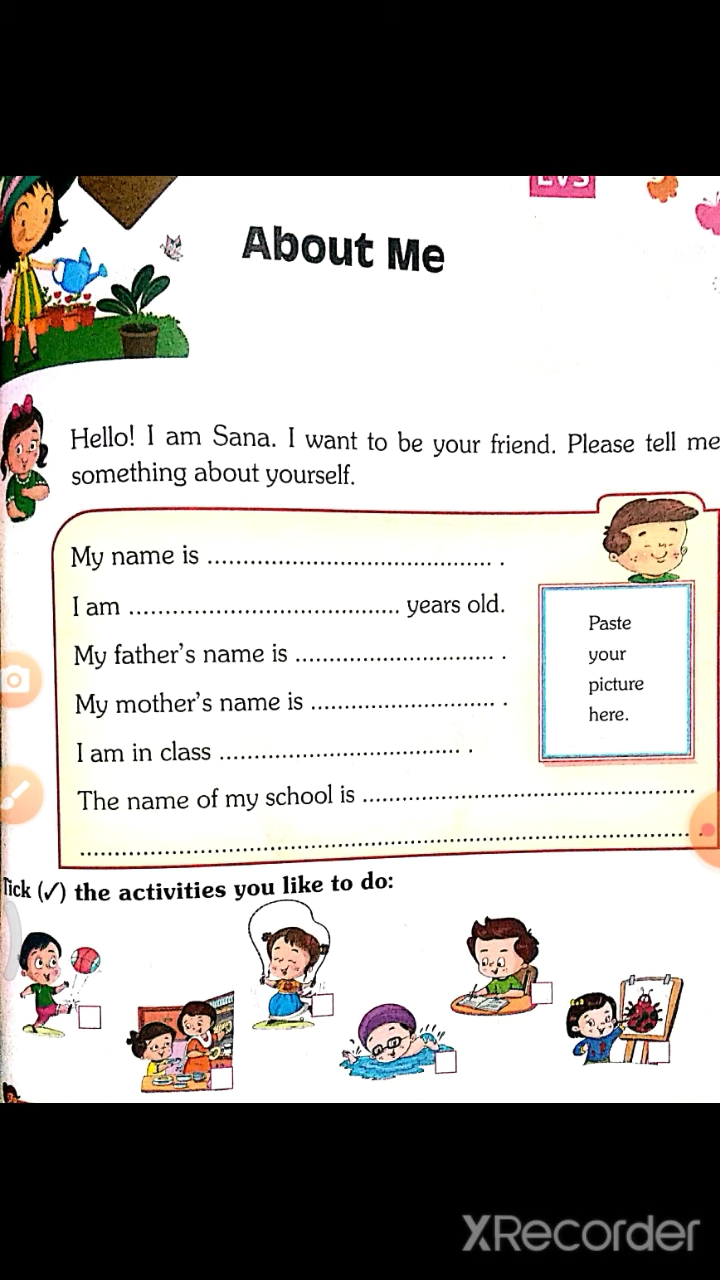 EVS
About Me
Hello! I am Sana. I want to be your friend. Please tell me
something about yourself.
My name is .................................................. .
I am .................................................. years old.
My father's name is .................................................. .
My mother's name is .................................................. .
I am in class .................................................. .
The name of my school is ..................................................
.................................................. .
Paste
your
picture
here.
Tick (✓) the activities you like to do:
XRecorder